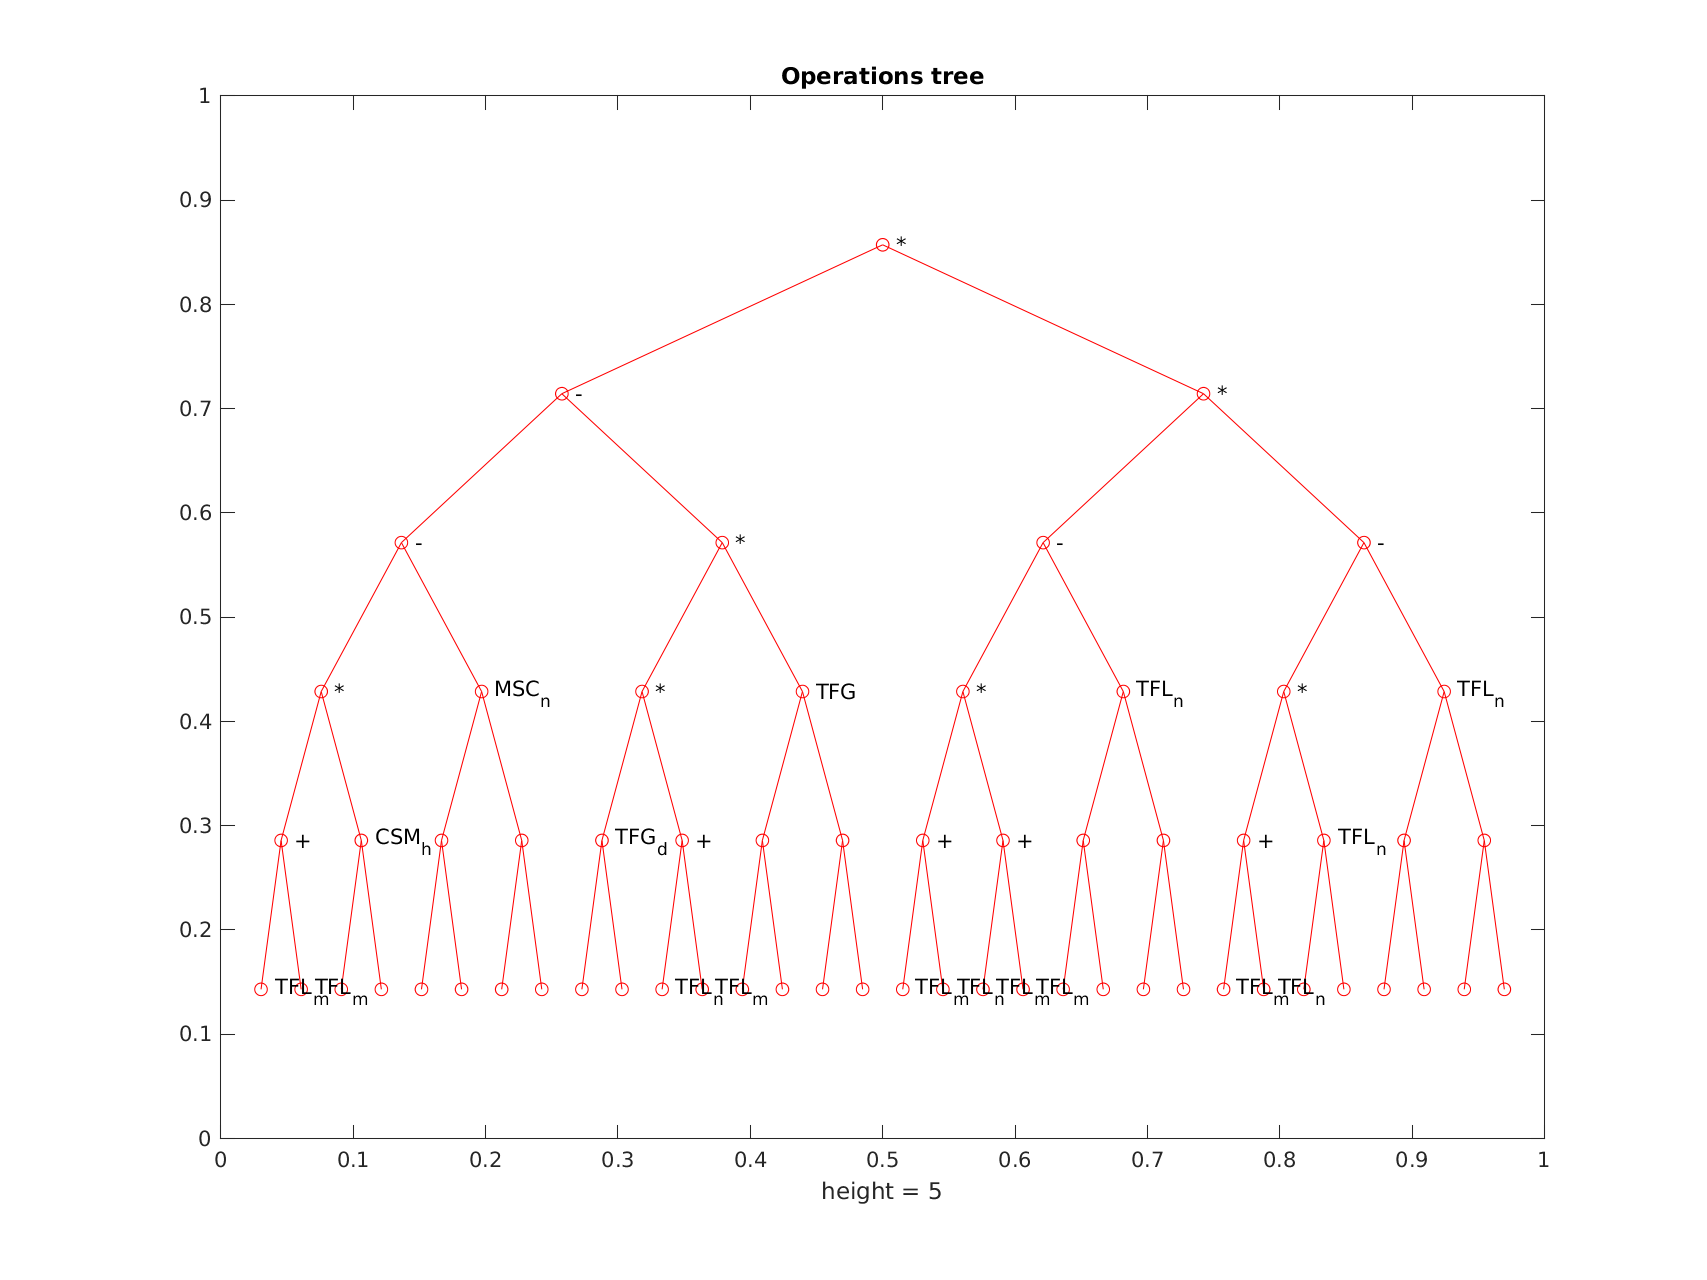 Operations tree
1
0.9
*
0.8
- *
0.7
0.6
- * - -
0.5
* MSC_n * TFG * TFL_n * TFL_n
0.4
0.3
+ CSM_h TFG_d + + + + TFL_n
0.2
TFL_m TFL_m TFL_n TFL_m TFL_m TFL_n TFL_m TFL_m TFL_m TFL_n
0.1
0
0 0.1 0.2 0.3 0.4 0.5 0.6 0.7 0.8 0.9 1
height = 5